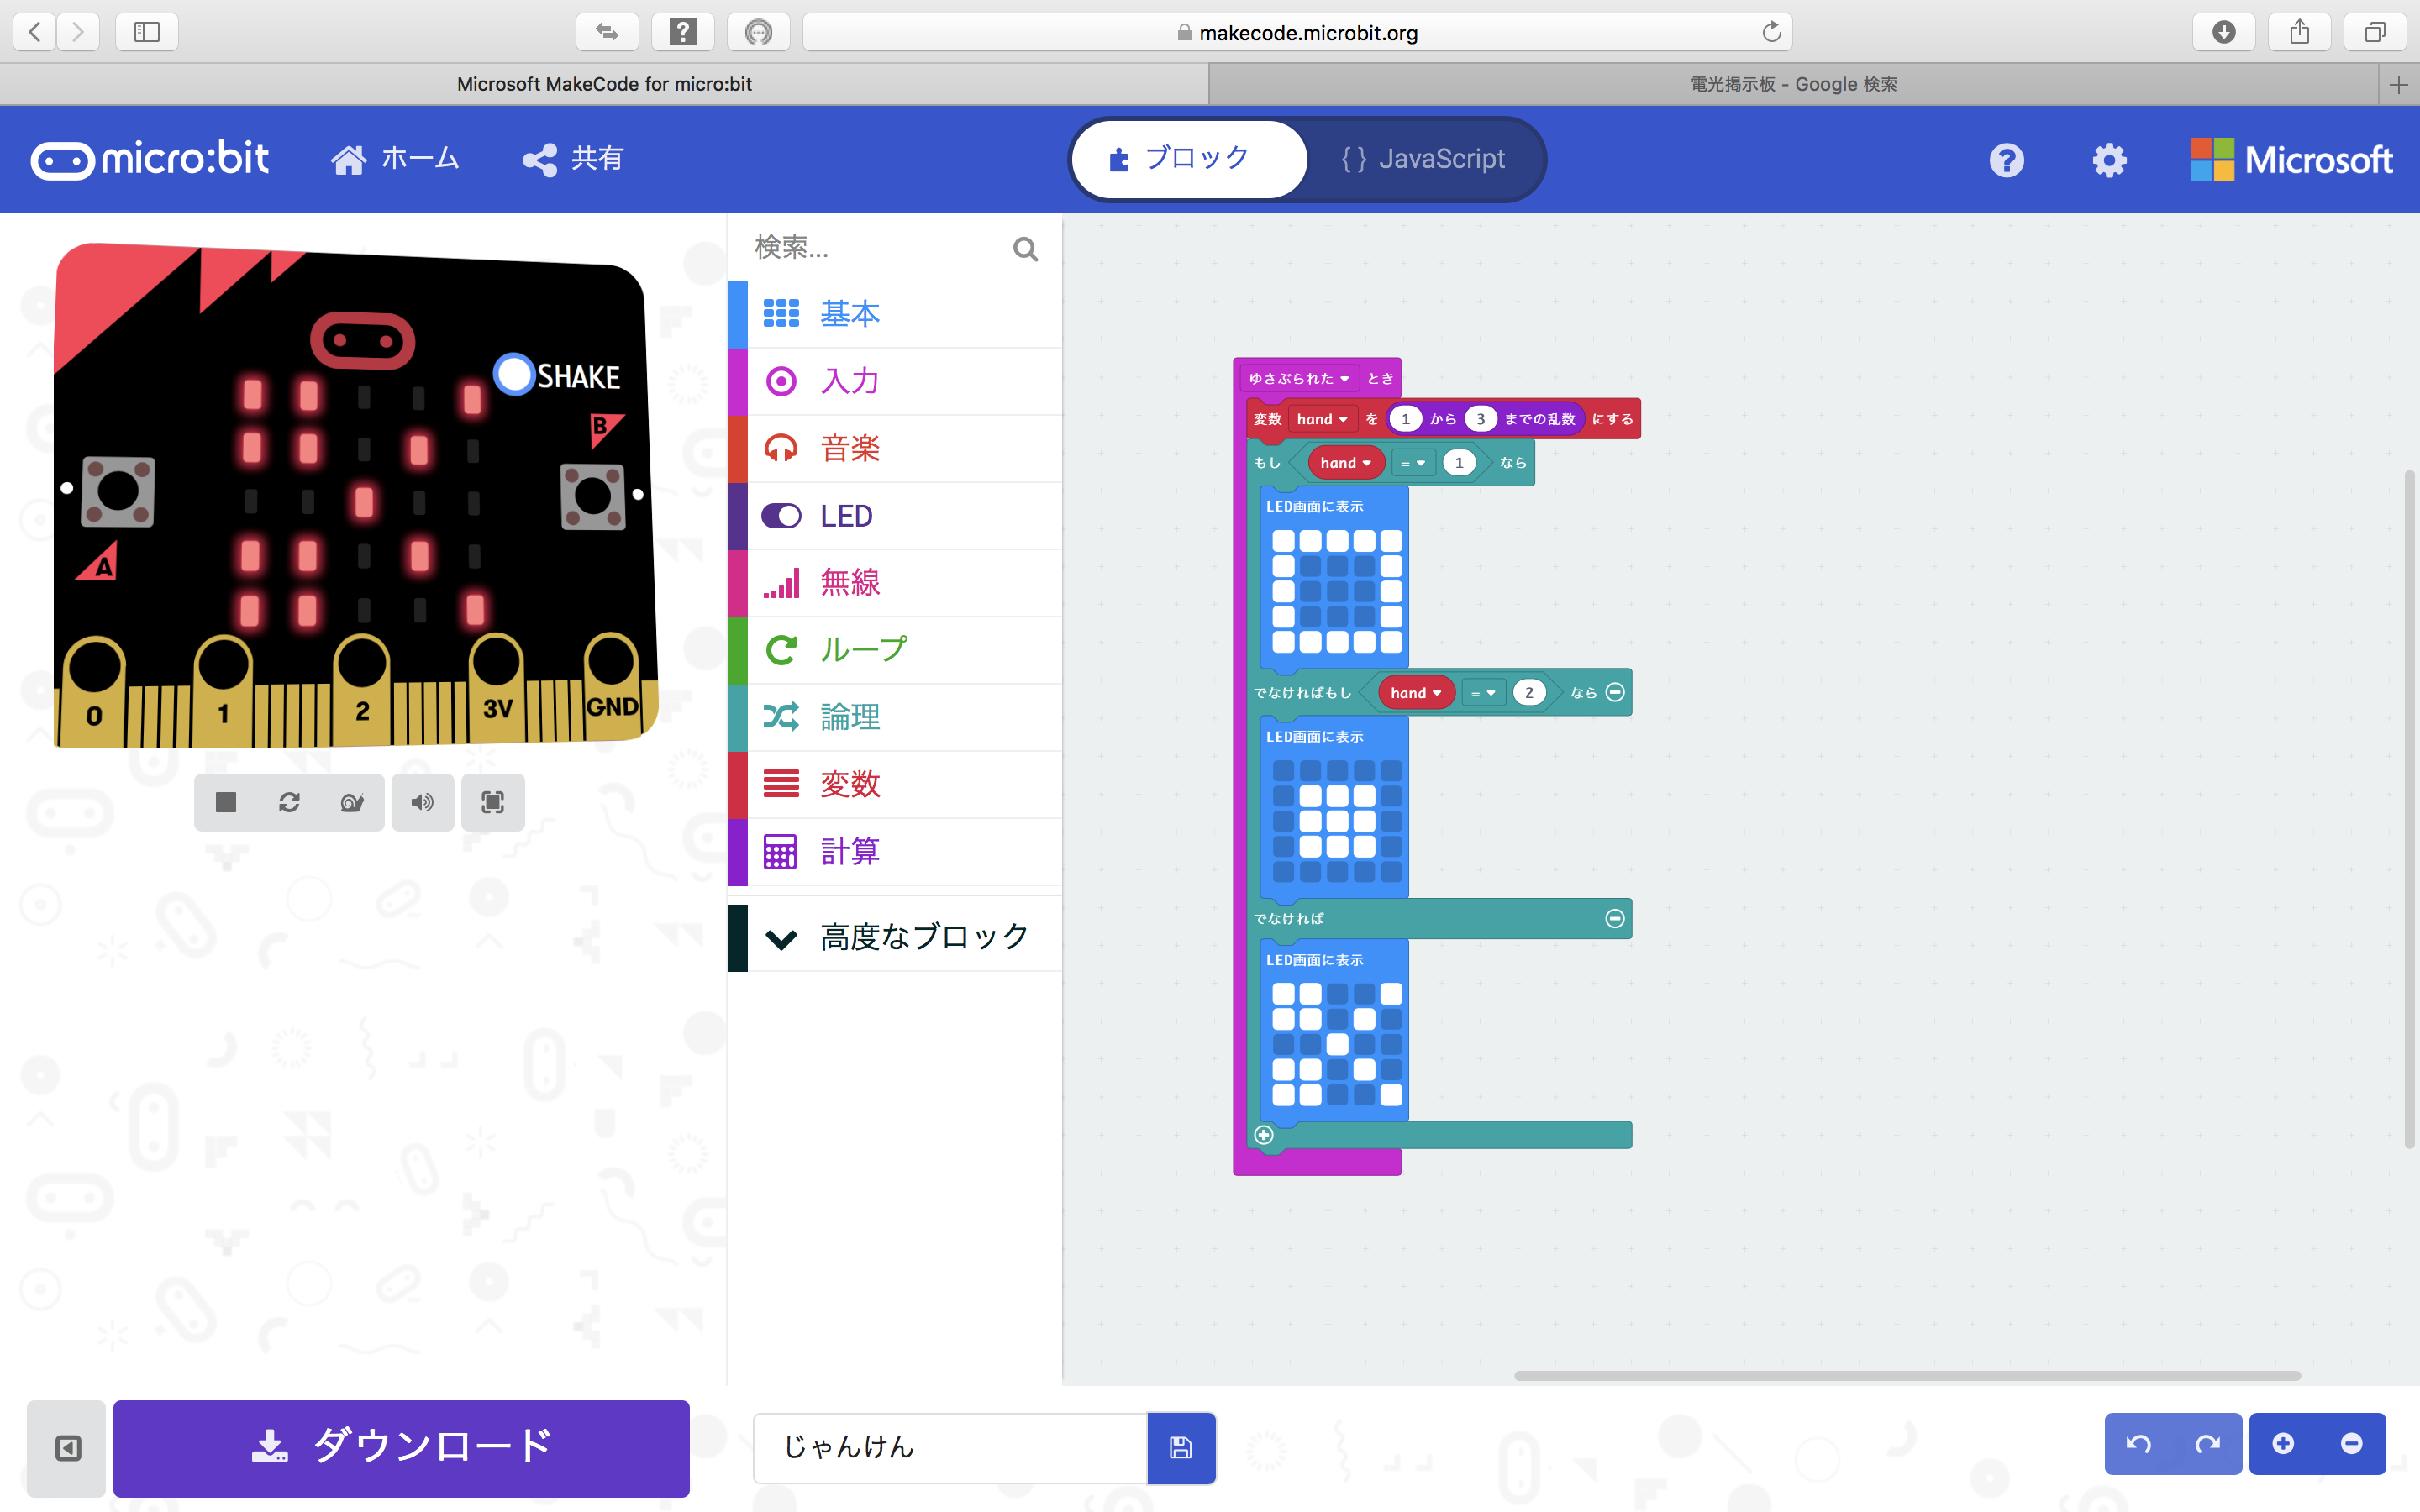 makecode.microbit.org
Microsoft MakeCode for micro:bit
電光掲示板 - Google 検索
micro:bit
ホーム
共有
ブロック
{} JavaScript
?
Microsoft
SHAKE
B
A
0
1
2
3V
GND
検索...
基本
入力
音楽
LED
無線
ループ
論理
変数
計算
高度なブロック
ゆさぶられた とき
変数 hand を 1 から 3 までの乱数 にする
もし hand = 1 なら
LED画面に表示
でなければもし hand = 2 なら
LED画面に表示
でなければ
LED画面に表示
ダウンロード
じゃんけん